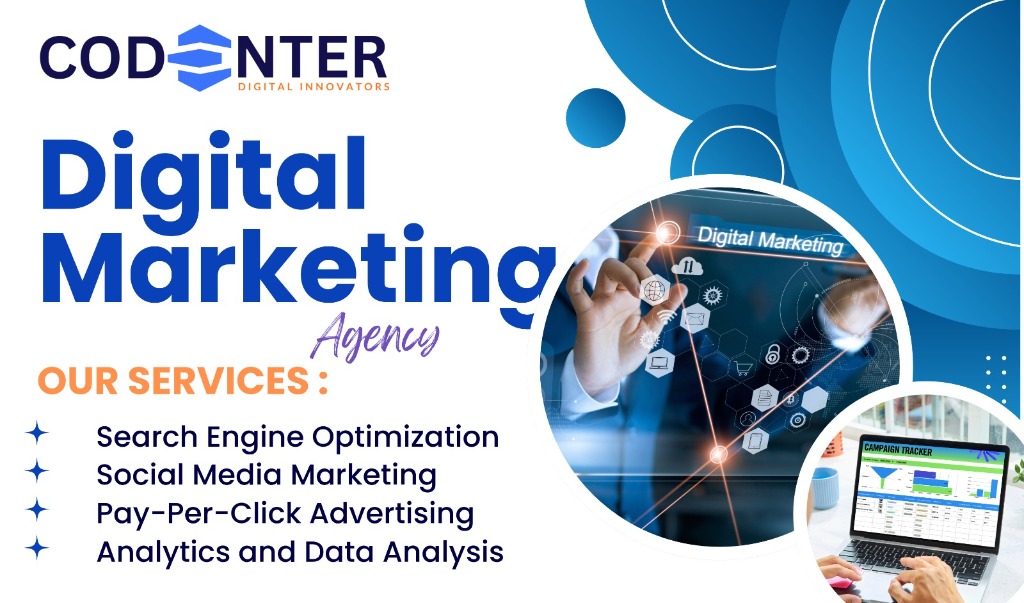 CODENTER
DIGITAL INNOVATORS
Digital
Marketing
Agency
OUR SERVICES :
Search Engine Optimization
Social Media Marketing
Pay-Per-Click Advertising
Analytics and Data Analysis
Digital Marketing
CAMPAIGN TRACKER